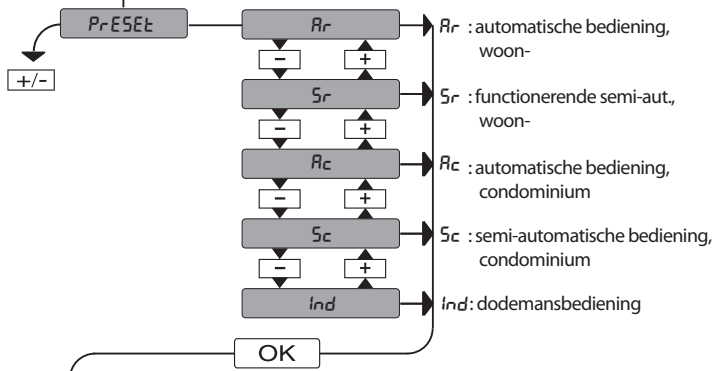 PrESEt
Ar
Ar : automatische bediening,
woon-
+/-
- +
Sr
Sr : functionerende semi-aut.,
woon-
- +
Ac
Ac : automatische bediening,
condominium
- +
Sc
Sc : semi-automatische bediening,
condominium
- +
Ind
Ind: dodemansbediening
OK